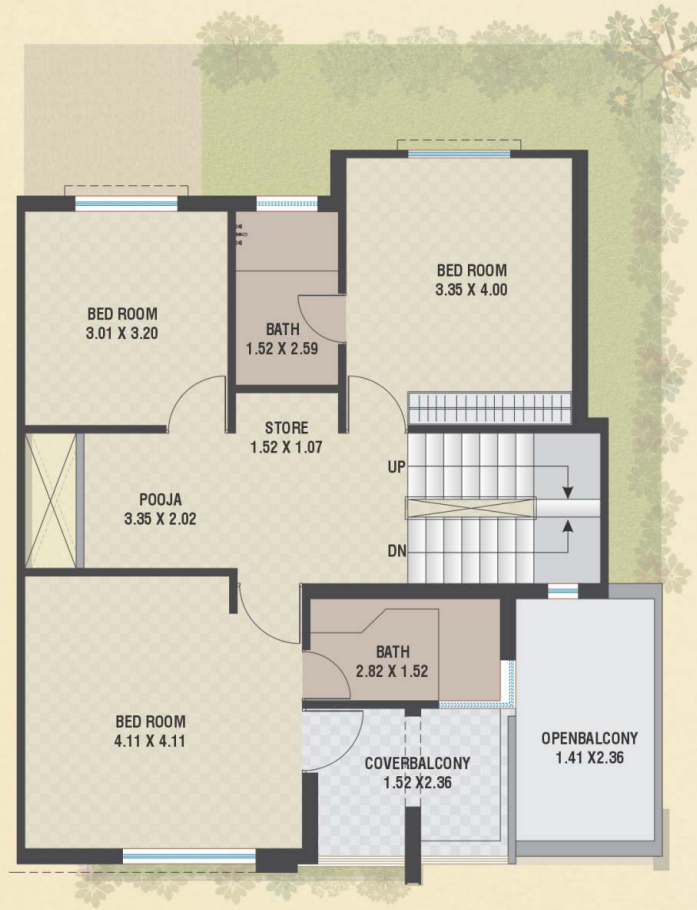 BED ROOM
3.35 X 4.00
BED ROOM
3.01 X 3.20
BATH
1.52 X 2.59
STORE
1.52 X 1.07
UP
POOJA
3.35 X 2.02
DN
BATH
2.82 X 1.52
BED ROOM
4.11 X 4.11
OPENBALCONY
1.41 X2.36
COVERBALCONY
1.52 X2.36